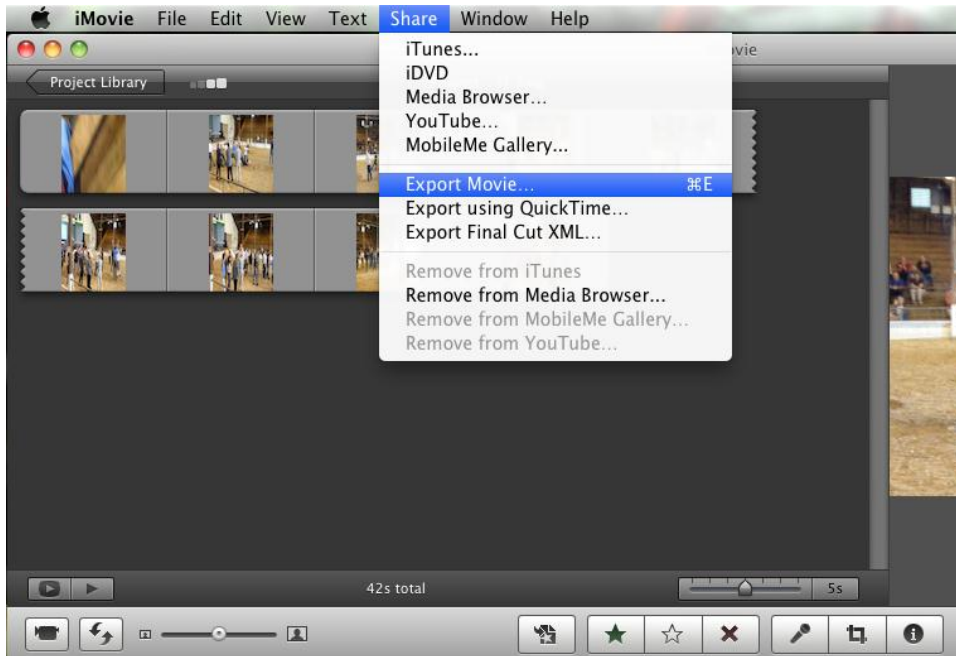 iMovie File Edit View Text Share Window Help
ovie
Project Library
iTunes...
iDVD
Media Browser...
YouTube...
MobileMe Gallery...
Export Movie... ⌘E
Export using QuickTime...
Export Final Cut XML...
Remove from iTunes
Remove from Media Browser...
Remove from MobileMe Gallery...
Remove from YouTube...
42s total
5s